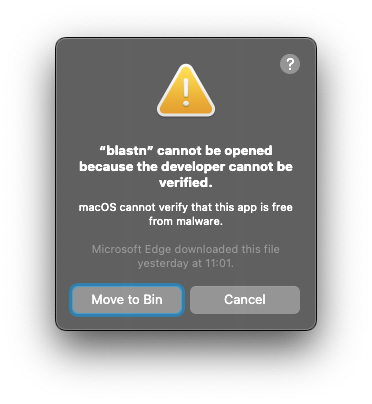 ?
“blastn” cannot be opened
because the developer cannot be
verified.
macOS cannot verify that this app is free
from malware.
Microsoft Edge downloaded this file
yesterday at 11:01.
Move to Bin
Cancel